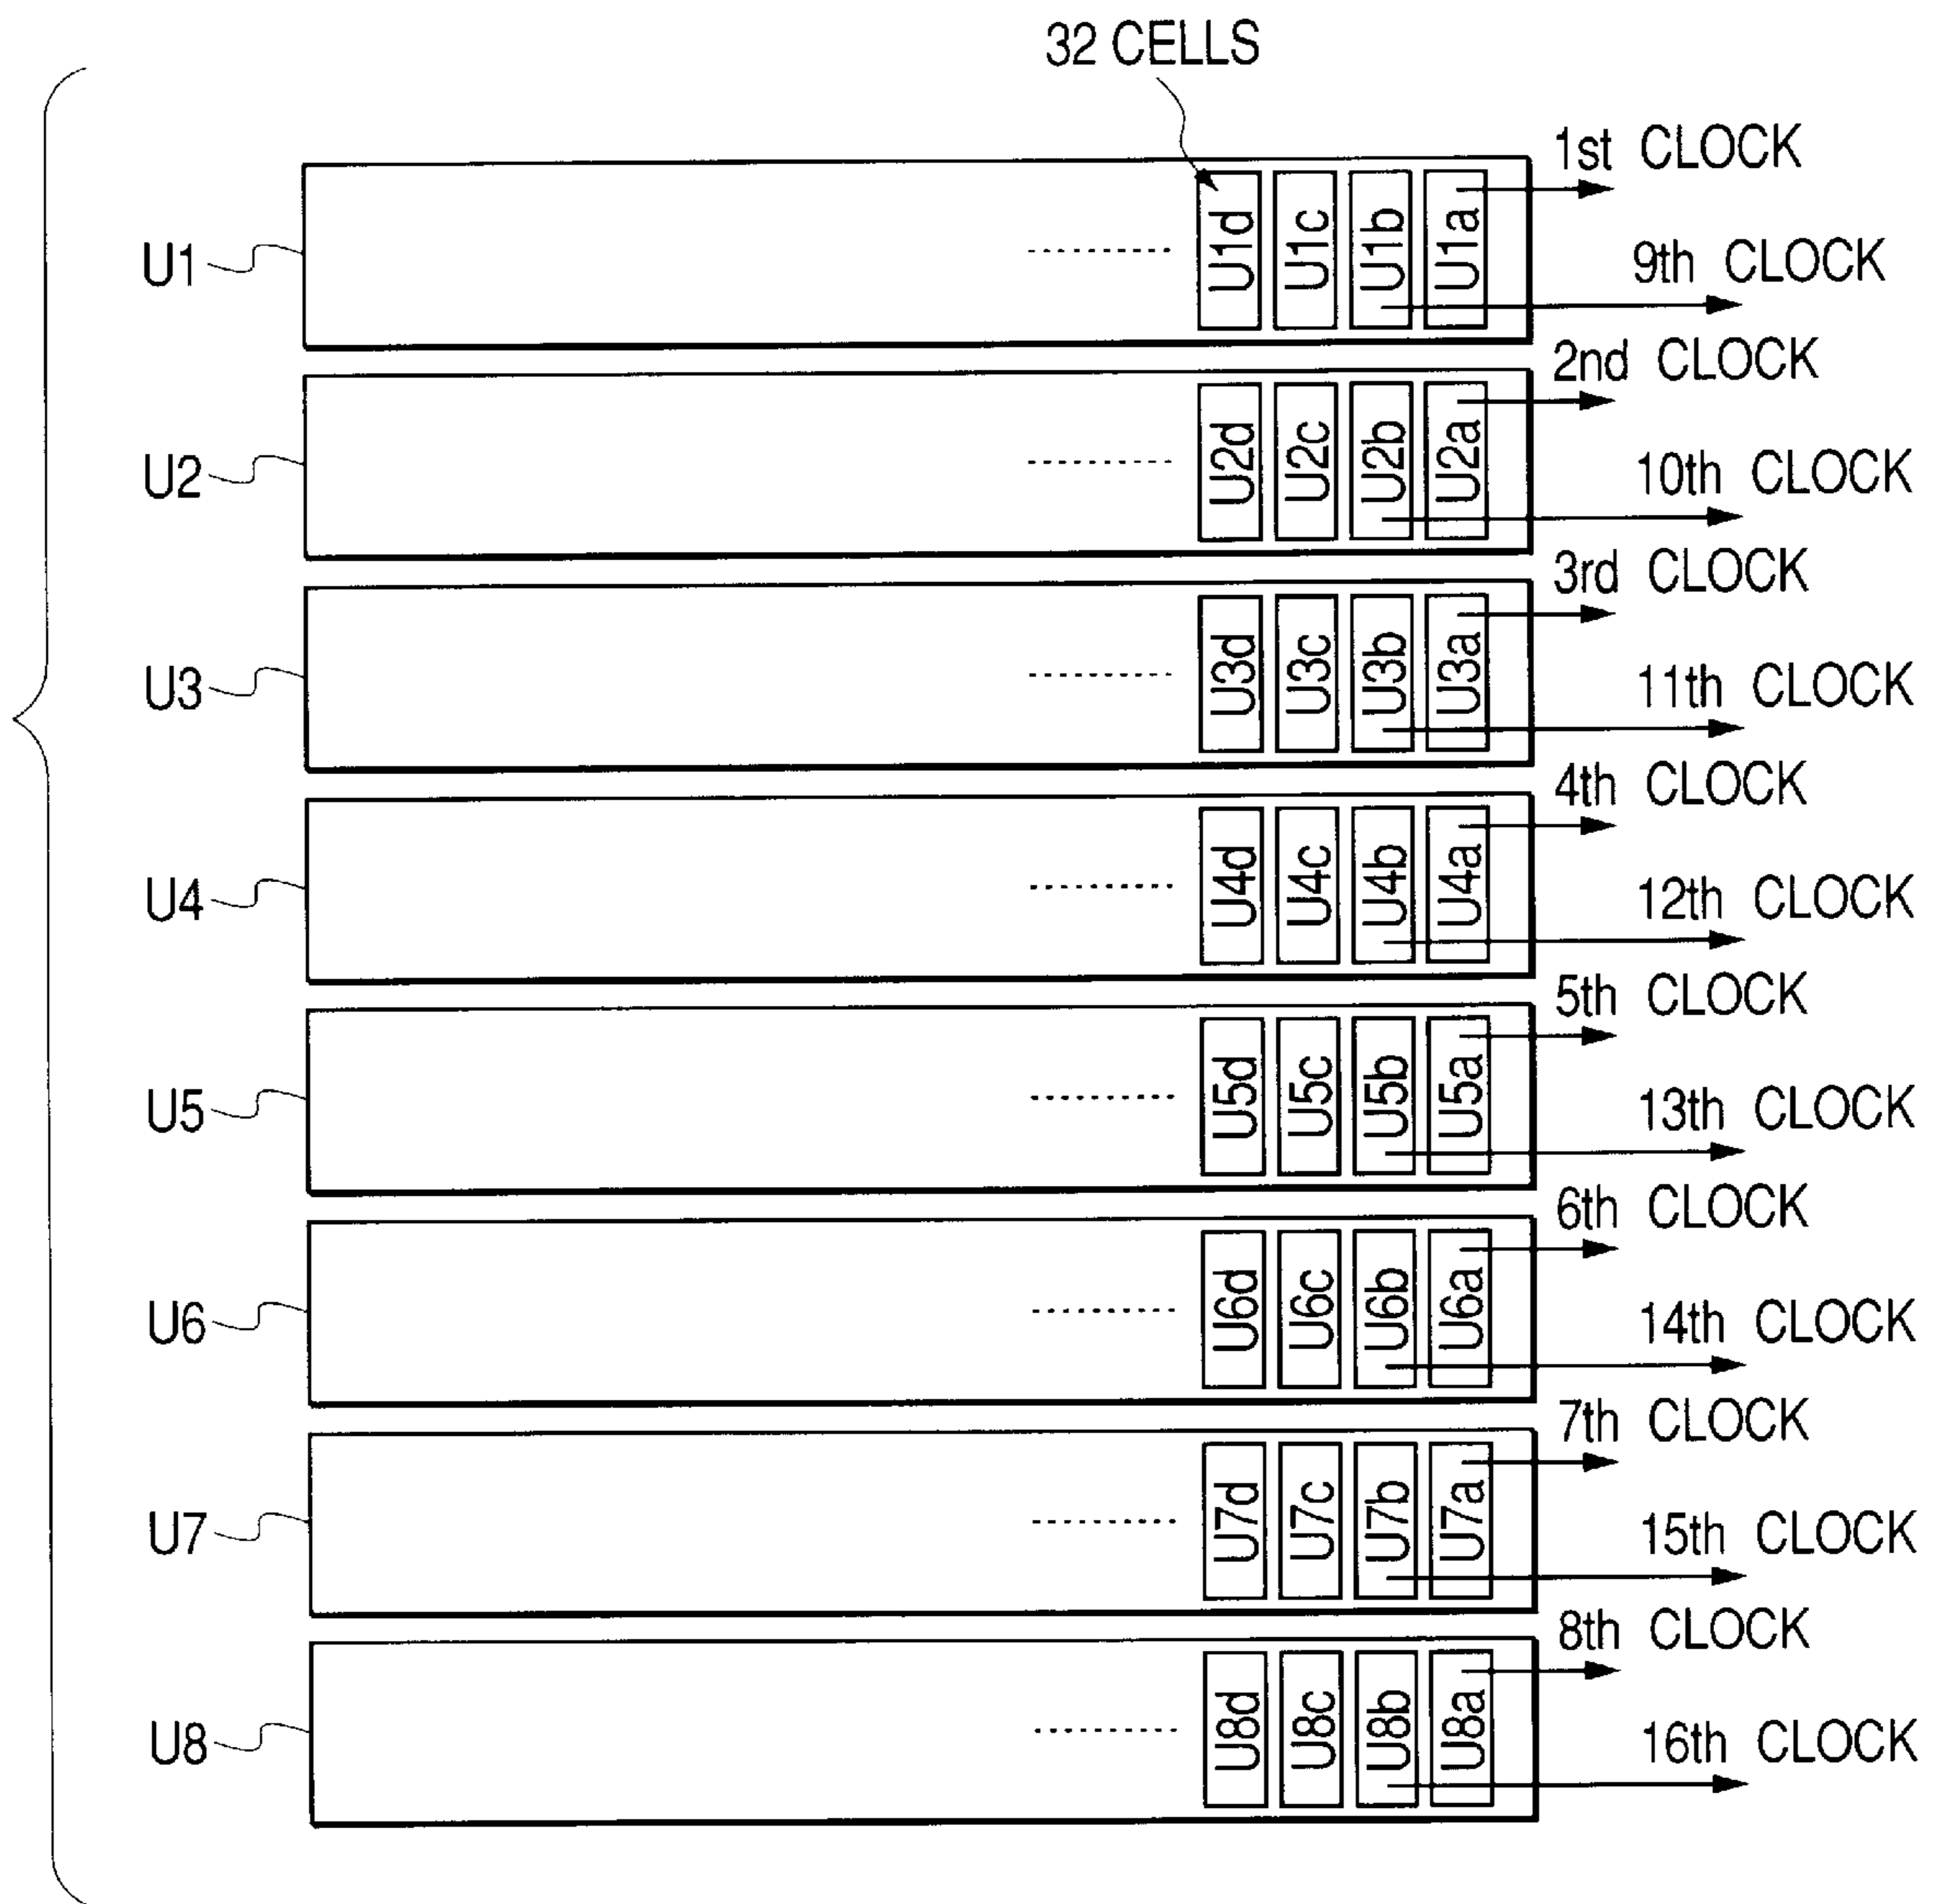 32 CELLS
1st CLOCK
U1 U1d U1c U1b U1a
9th CLOCK
2nd CLOCK
U2 U2d U2c U2b U2a
10th CLOCK
3rd CLOCK
U3 U3d U3c U3b U3a
11th CLOCK
4th CLOCK
U4 U4d U4c U4b U4a
12th CLOCK
5th CLOCK
U5 U5d U5c U5b U5a
13th CLOCK
6th CLOCK
U6 U6d U6c U6b U6a
14th CLOCK
7th CLOCK
U7 U7d U7c U7b U7a
15th CLOCK
8th CLOCK
U8 U8d U8c U8b U8a
16th CLOCK